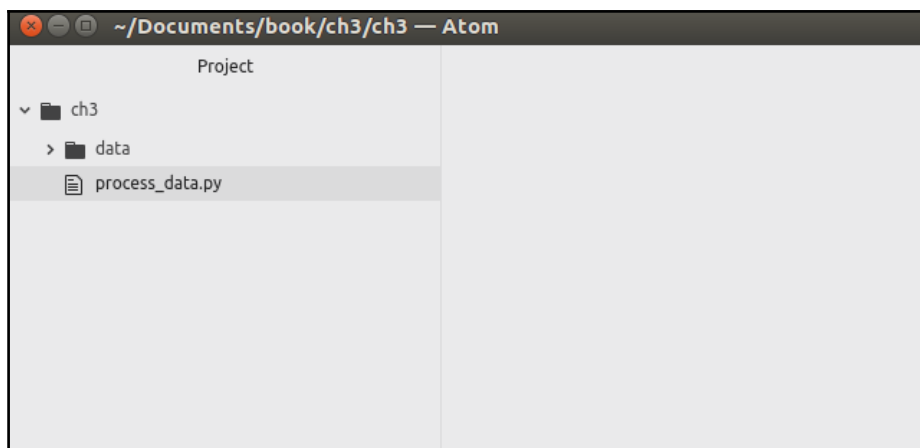 ~/Documents/book/ch3/ch3 — Atom
Project
ch3
data
process_data.py